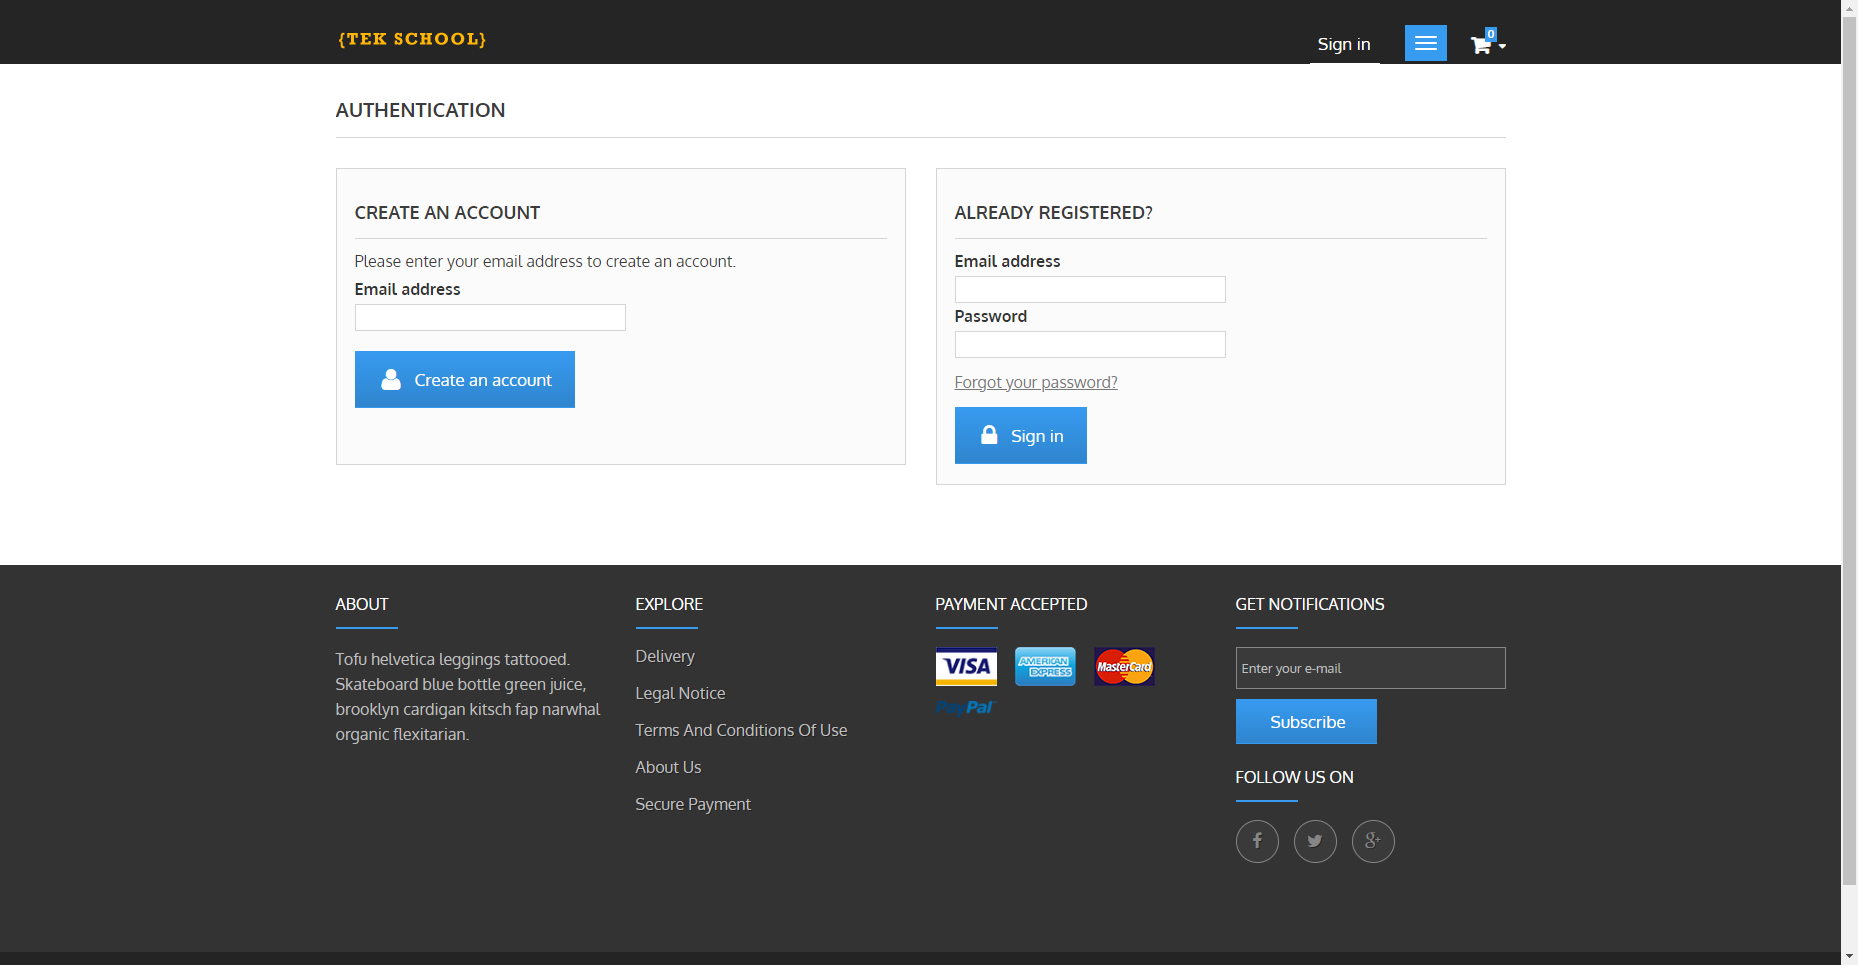 {TEK SCHOOL}
Sign in
0
AUTHENTICATION
CREATE AN ACCOUNT
Please enter your email address to create an account.
Email address
Create an account
ALREADY REGISTERED?
Email address
Password
Forgot your password?
Sign in
ABOUT
Tofu helvetica leggings tattooed.
Skateboard blue bottle green juice,
brooklyn cardigan kitsch fap narwhal
organic flexitarian.
EXPLORE
Delivery
Legal Notice
Terms And Conditions Of Use
About Us
Secure Payment
PAYMENT ACCEPTED
VISA
AMERICAN
EXPRESS
MasterCard
PayPal
GET NOTIFICATIONS
Enter your e-mail
Subscribe
FOLLOW US ON
f
g+